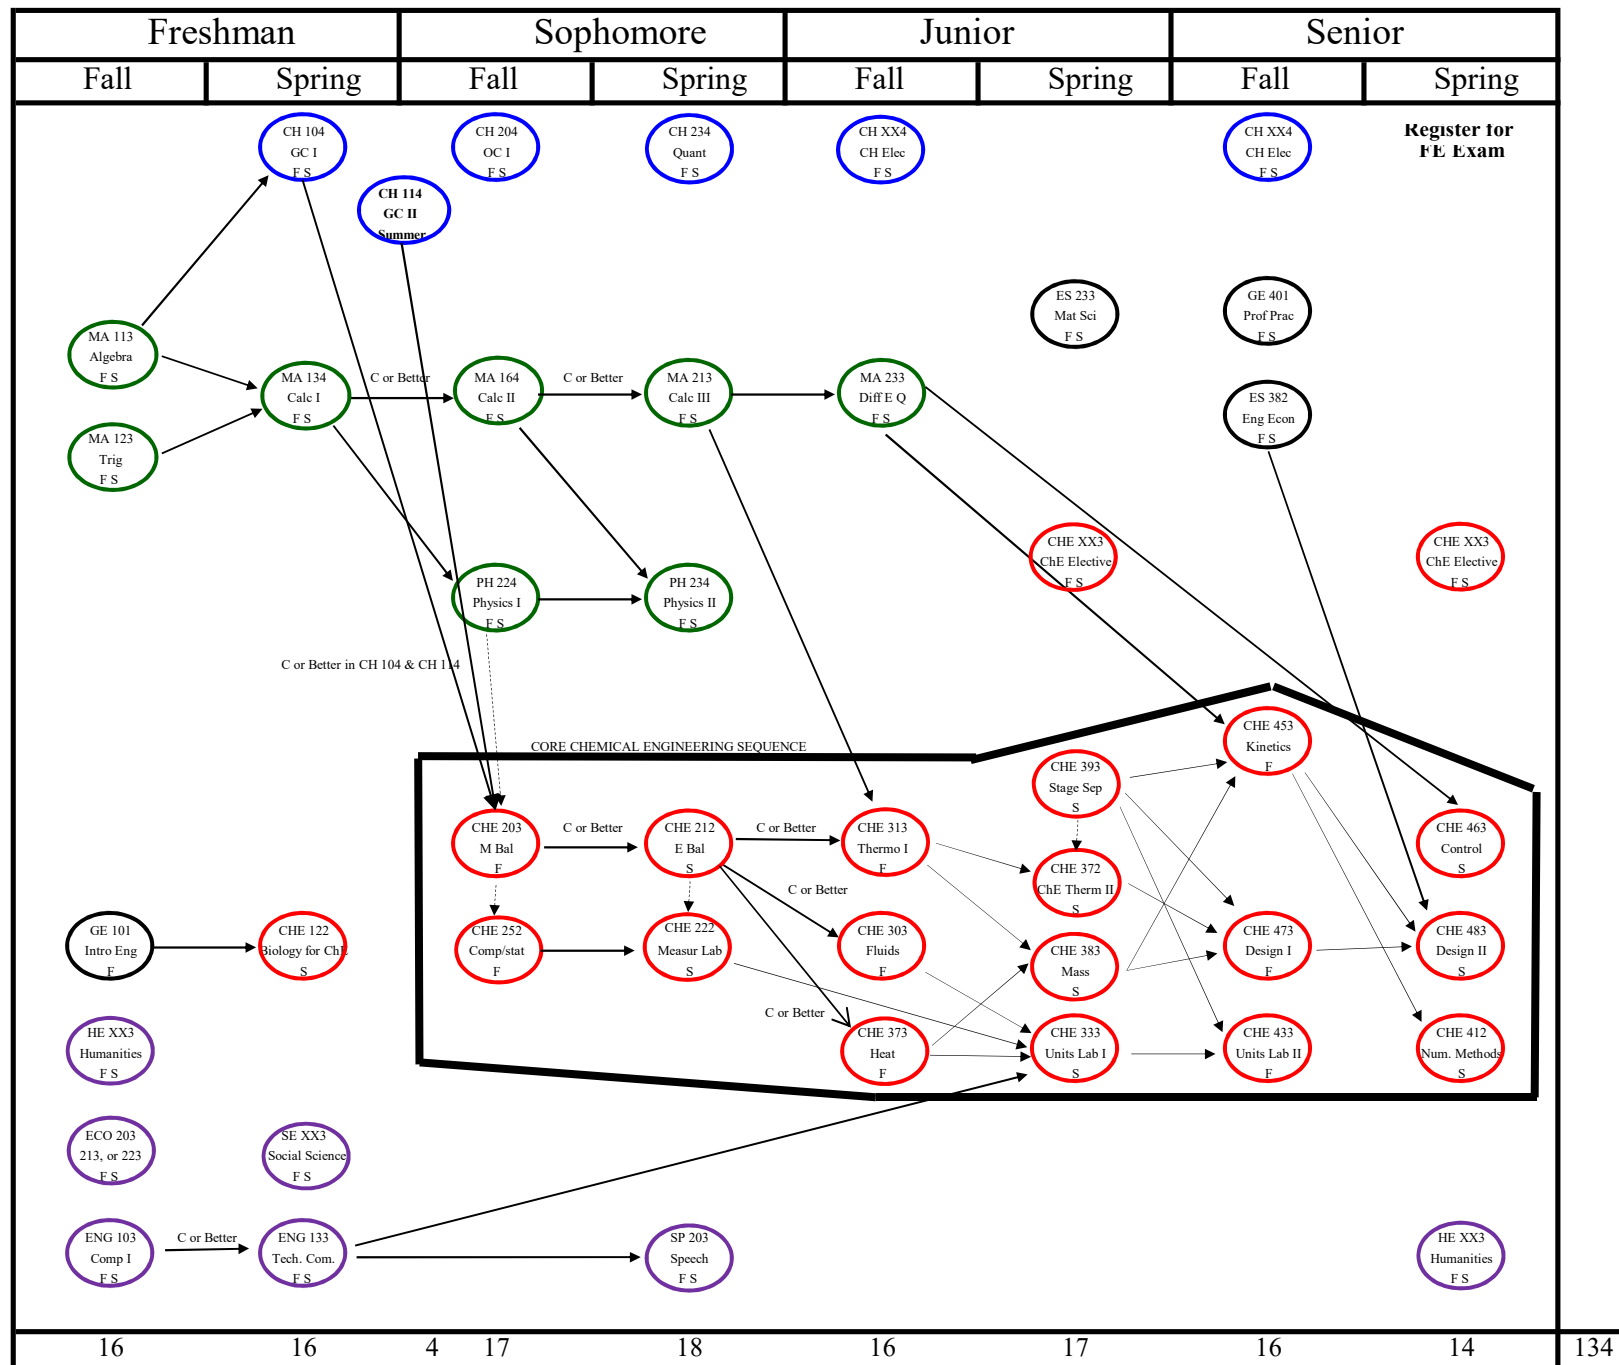 Freshman
Sophomore
Junior
Senior
Fall
Spring
Fall
Spring
Fall
Spring
Fall
Spring
CH 104
GC I
F S
CH 204
OC I
F S
CH 234
Quant
F S
CH XX4
CH Elec
F S
CH XX4
CH Elec
F S
Register for
FE Exam
CH 114
GC II
Summer
ES 233
Mat Sci
F S
GE 401
Prof Prac
F S
MA 113
Algebra
F S
MA 134
Calc I
F S
C or Better
MA 164
Calc II
F S
C or Better
MA 213
Calc III
F S
MA 233
Diff E Q
F S
ES 382
Eng Econ
F S
MA 123
Trig
F S
CHE XX3
ChE Elective
F S
CHE XX3
ChE Elective
F S
PH 224
Physics I
F S
PH 234
Physics II
F S
C or Better in CH 104 & CH 114
CORE CHEMICAL ENGINEERING SEQUENCE
CHE 453
Kinetics
F
CHE 393
Stage Sep
S
CHE 203
M Bal
F
C or Better
CHE 212
E Bal
S
C or Better
CHE 313
Thermo I
F
CHE 463
Control
S
CHE 372
ChE Therm II
S
C or Better
GE 101
Intro Eng
F
CHE 122
Biology for ChE
S
CHE 252
Comp/stat
F
CHE 222
Measur Lab
S
CHE 303
Fluids
F
CHE 383
Mass
S
CHE 473
Design I
F
CHE 483
Design II
S
C or Better
HE XX3
Humanities
F S
CHE 373
Heat
F
CHE 333
Units Lab I
S
CHE 433
Units Lab II
F
CHE 412
Num. Methods
S
ECO 203
213, or 223
F S
SE XX3
Social Science
F S
ENG 103
Comp I
F S
C or Better
ENG 133
Tech. Com.
F S
SP 203
Speech
F S
HE XX3
Humanities
F S
16
16
4
17
18
16
17
16
14
134